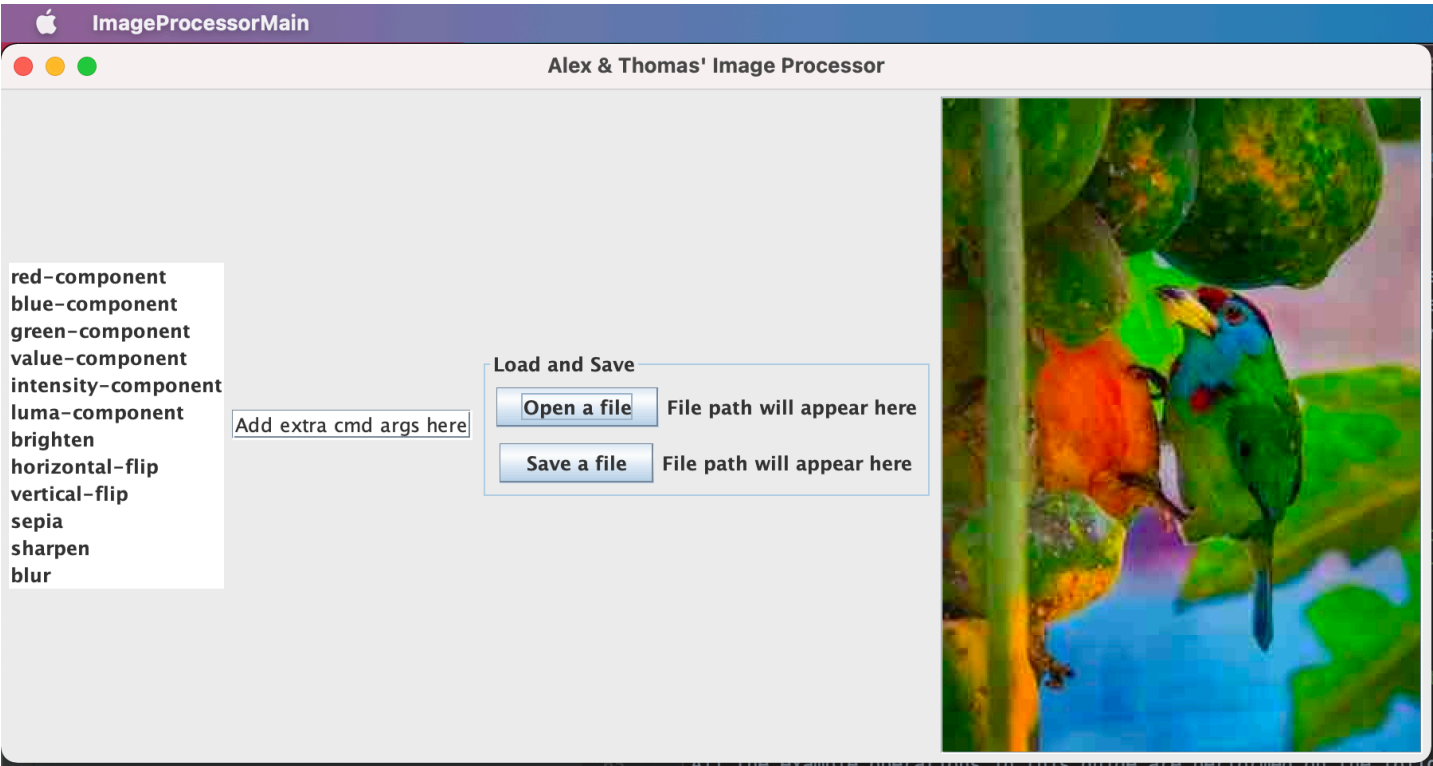 ImageProcessorMain
Alex & Thomas' Image Processor
red-component
blue-component
green-component
value-component
intensity-component
luma-component
brighten
horizontal-flip
vertical-flip
sepia
sharpen
blur
Add extra cmd args here
Load and Save
Open a file File path will appear here
Save a file File path will appear here